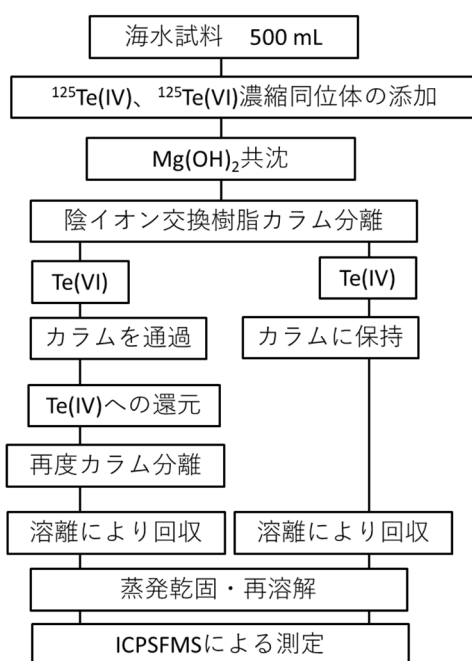 海水試料　500 mL
¹²⁵Te(IV)、¹²⁵Te(VI)濃縮同位体の添加
Mg(OH)₂共沈
陰イオン交換樹脂カラム分離
Te(VI)
Te(IV)
カラムを通過
カラムに保持
Te(IV)への還元
再度カラム分離
溶離により回収
溶離により回収
蒸発乾固・再溶解
ICPSFMSによる測定